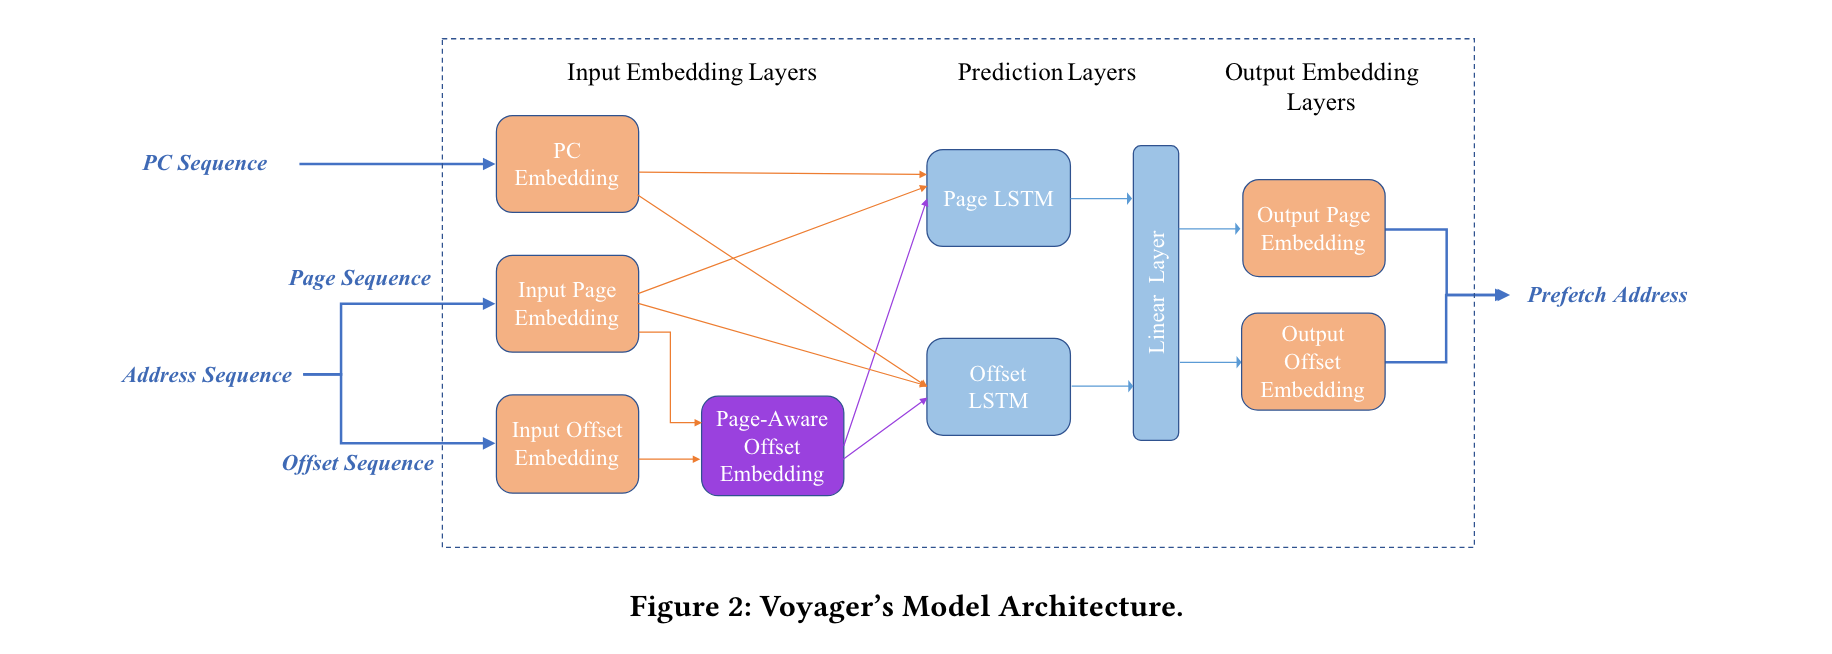 Input Embedding Layers
Prediction Layers
Output Embedding
Layers
PC Sequence
PC
Embedding
Page Sequence
Input Page
Embedding
Address Sequence
Input Offset
Embedding
Offset Sequence
Page-Aware
Offset
Embedding
Page LSTM
Offset
LSTM
Linear Layer
Output Page
Embedding
Output
Offset
Embedding
Prefetch Address
Figure 2: Voyager's Model Architecture.